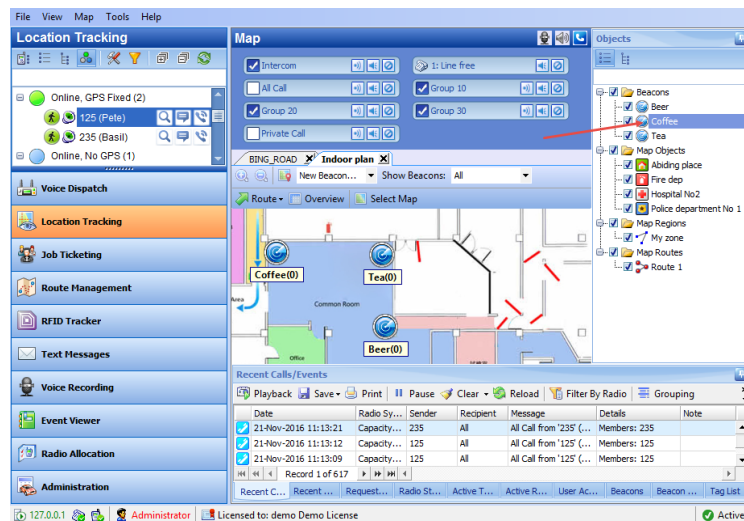 File View Map Tools Help
Location Tracking
Online, GPS Fixed (2)
125 (Pete)
235 (Basil)
Online, No GPS (1)
Voice Dispatch
Location Tracking
Job Ticketing
Route Management
RFID Tracker
Text Messages
Voice Recording
Event Viewer
Radio Allocation
Administration
Map
Intercom 1: Line free
All Call Group 10
Group 20 Group 30
Private Call
BING_ROAD X Indoor plan X
New Beacon... Show Beacons: All
Route Overview Select Map
Coffee(0)
Tea(0)
Area
Common Room
Beer(0)
Office
Objects
Beacons
Beer
Coffee
Tea
Map Objects
Abiding place
Fire dep
Hospital No2
Police department No 1
Map Regions
My zone
Map Routes
Route 1
Recent Calls/Events
Playback Save Print Pause Clear Reload Filter By Radio Grouping
Date Radio Sy... Sender Recipient Message Details Note
21-Nov-2016 11:13:21 Capacity... 235 All All Call from '235' (... Members: 235
21-Nov-2016 11:13:12 Capacity... 125 All All Call from '125' (... Members: 125
21-Nov-2016 11:13:09 Capacity... 125 All All Call from '125' (... Members: 125
Record 1 of 617
Recent C... Recent ... Request... Radio St... Active T... Active R... User Ac... Beacons Beacon ... Tag List
127.0.0.1 Administrator Licensed to: demo Demo License Active